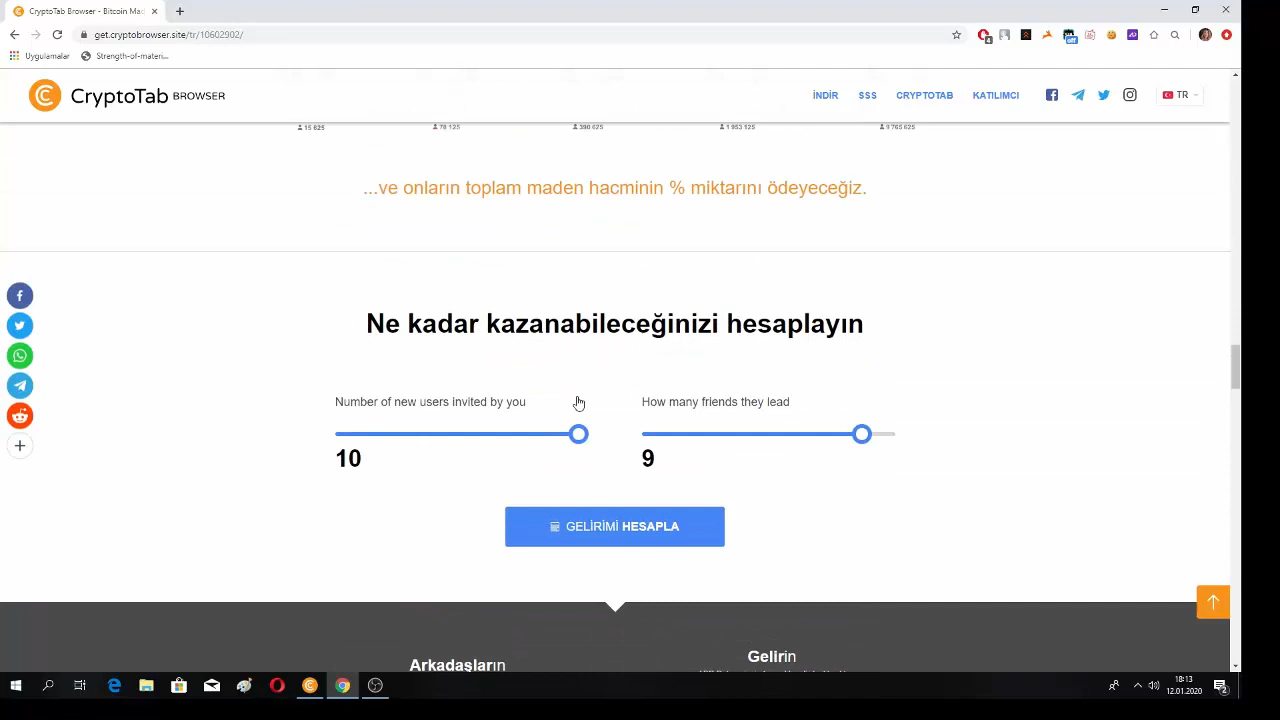 CryptoTab Browser - Bitcoin Ma
get.cryptobrowser.site/tr/10602902/
Uygulamalar
Strength-of-materi...
CryptoTab BROWSER
İNDİR
SSS
CRYPTOTAB
KATILIMCI
TR
15 625
78 125
390 625
1 953 125
9 765 625
...ve onların toplam maden hacminin % miktarını ödeyeceğiz.
Ne kadar kazanabileceğinizi hesaplayın
Number of new users invited by you
How many friends they lead
10
9
GELİRİMİ HESAPLA
Arkadaşların
Gelirin
18:13
12.01.2020